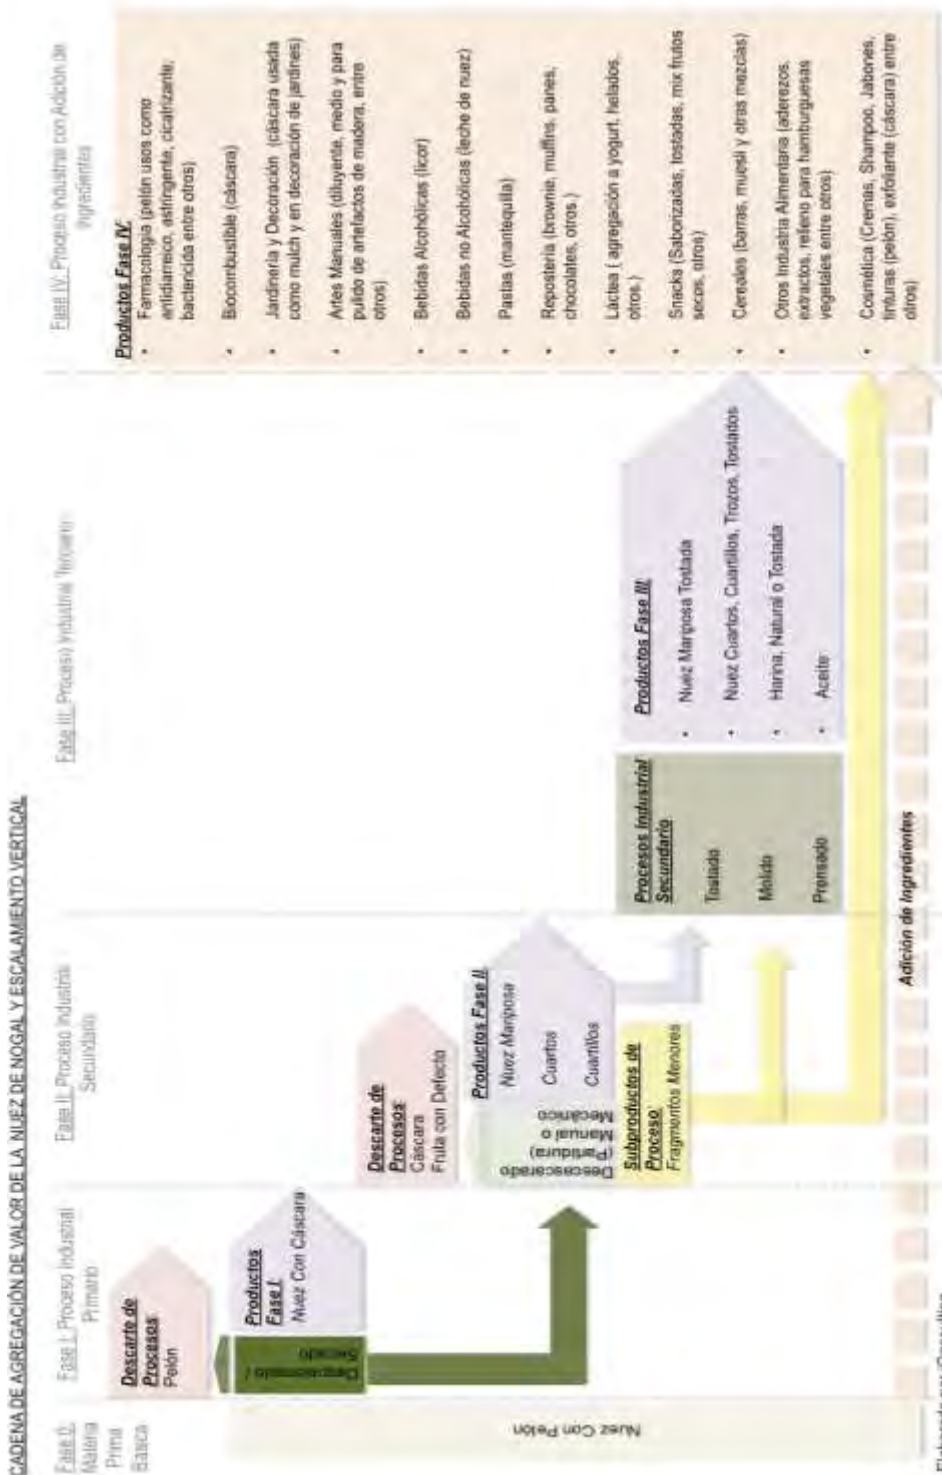 CADENA DE AGREGACIÓN DE VALOR DE LA NUEZ DE NOGAL Y ESCALAMIENTO VERTICAL
Fase 0:
Materia
Prima
Básica
Fase I: Proceso Industrial
Primario
Fase II: Proceso Industrial
Secundario
Fase III: Proceso Industrial Terciario
Fase IV: Proceso Industrial con Adición de
Ingredientes
Nuez Con Pelón
Descarte de
Procesos:
Pelón
Despelonado /
Secado
Productos
Fase I:
Nuez Con Cáscara
Descarte de
Procesos:
Cáscara
Fruta con Defecto
Descascarado
(Partidura)
Manual o
Mecánico
Productos Fase II:
Nuez Mariposa
Cuartos
Cuartillos
Subproductos de
Proceso:
Fragmentos Menores
Procesos Industrial
Secundario
Tostado
Molido
Prensado
Productos Fase III:
• Nuez Mariposa Tostada
• Nuez Cuartos, Cuartillos, Trozos, Tostados
• Harina, Natural o Tostada
• Aceite
Productos Fase IV:
• Farmacología (pelón usos como
antidiarreico, astringente, cicatrizante,
bactericida entre otros)
• Biocombustible (cáscara)
• Jardinería y Decoración (cáscara usada
como mulch y en decoración de jardines)
• Artes Manuales (diluyente, medio y para
pulido de artefactos de madera, entre
otros)
• Bebidas Alcohólicas (licor)
• Bebidas no Alcohólicas (leche de nuez)
• Pastas (mantequilla)
• Repostería (brownie, muffins, panes,
chocolates, otros.)
• Láctea ( agregación a yogurt, helados,
otros.)
• Snacks (Saborizadas, tostadas, mix frutos
secos, otros)
• Cereales (barras, muesli y otras mezclas)
• Otros Industria Alimentaria (aderezos,
extractos, relleno para hamburguesas
vegetales entre otros)
• Cosmética (Cremas, Shampoo, Jabones,
tinturas (pelón), exfoliante (cáscara) entre
otros)
Adición de Ingredientes
Elaborado por